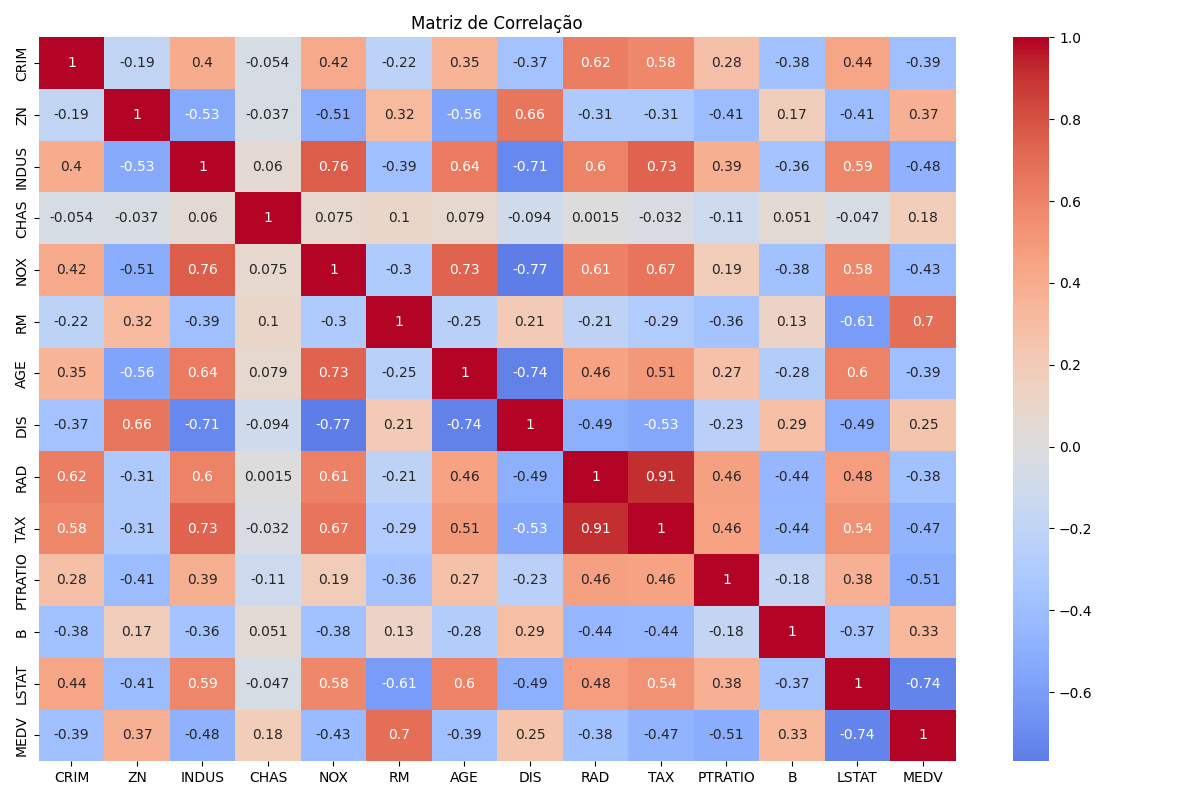 Matriz de Correlação
CRIM 1 -0.19 0.4 -0.054 0.42 -0.22 0.35 -0.37 0.62 0.58 0.28 -0.38 0.44 -0.39
ZN -0.19 1 -0.53 -0.037 -0.51 0.32 -0.56 0.66 -0.31 -0.31 -0.41 0.17 -0.41 0.37
INDUS 0.4 -0.53 1 0.06 0.76 -0.39 0.64 -0.71 0.6 0.73 0.39 -0.36 0.59 -0.48
CHAS -0.054 -0.037 0.06 1 0.075 0.1 0.079 -0.094 0.0015 -0.032 -0.11 0.051 -0.047 0.18
NOX 0.42 -0.51 0.76 0.075 1 -0.3 0.73 -0.77 0.61 0.67 0.19 -0.38 0.58 -0.43
RM -0.22 0.32 -0.39 0.1 -0.3 1 -0.25 0.21 -0.21 -0.29 -0.36 0.13 -0.61 0.7
AGE 0.35 -0.56 0.64 0.079 0.73 -0.25 1 -0.74 0.46 0.51 0.27 -0.28 0.6 -0.39
DIS -0.37 0.66 -0.71 -0.094 -0.77 0.21 -0.74 1 -0.49 -0.53 -0.23 0.29 -0.49 0.25
RAD 0.62 -0.31 0.6 0.0015 0.61 -0.21 0.46 -0.49 1 0.91 0.46 -0.44 0.48 -0.38
TAX 0.58 -0.31 0.73 -0.032 0.67 -0.29 0.51 -0.53 0.91 1 0.46 -0.44 0.54 -0.47
PTRATIO 0.28 -0.41 0.39 -0.11 0.19 -0.36 0.27 -0.23 0.46 0.46 1 -0.18 0.38 -0.51
B -0.38 0.17 -0.36 0.051 -0.38 0.13 -0.28 0.29 -0.44 -0.44 -0.18 1 -0.37 0.33
LSTAT 0.44 -0.41 0.59 -0.047 0.58 -0.61 0.6 -0.49 0.48 0.54 0.38 -0.37 1 -0.74
MEDV -0.39 0.37 -0.48 0.18 -0.43 0.7 -0.39 0.25 -0.38 -0.47 -0.51 0.33 -0.74 1
CRIM ZN INDUS CHAS NOX RM AGE DIS RAD TAX PTRATIO B LSTAT MEDV
1.0
0.8
0.6
0.4
0.2
0.0
−0.2
−0.4
−0.6